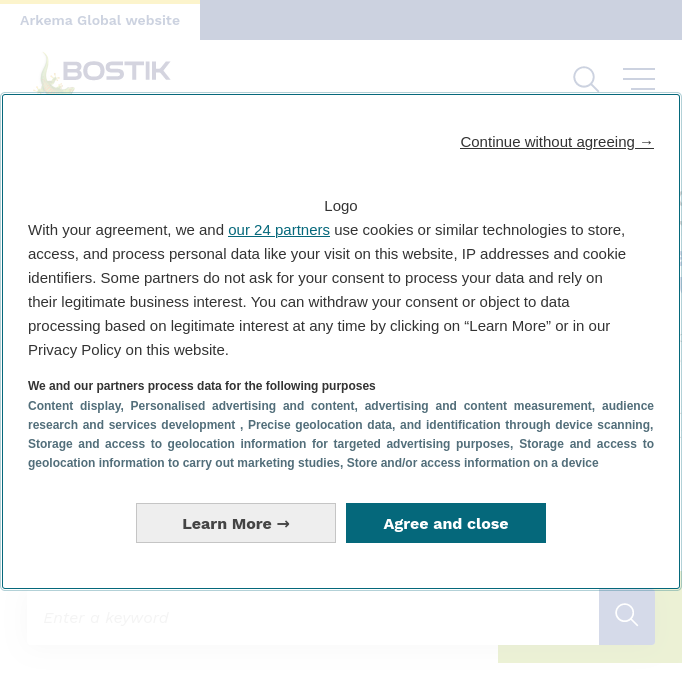 Arkema Global website
BOSTIK
Continue without agreeing →
Logo
With your agreement, we and our 24 partners use cookies or similar technologies to store,
access, and process personal data like your visit on this website, IP addresses and cookie
identifiers. Some partners do not ask for your consent to process your data and rely on
their legitimate business interest. You can withdraw your consent or object to data
processing based on legitimate interest at any time by clicking on “Learn More” or in our
Privacy Policy on this website.
We and our partners process data for the following purposes
Content display, Personalised advertising and content, advertising and content measurement, audience
research and services development , Precise geolocation data, and identification through device scanning,
Storage and access to geolocation information for targeted advertising purposes, Storage and access to
geolocation information to carry out marketing studies, Store and/or access information on a device
Learn More → Agree and close
Enter a keyword